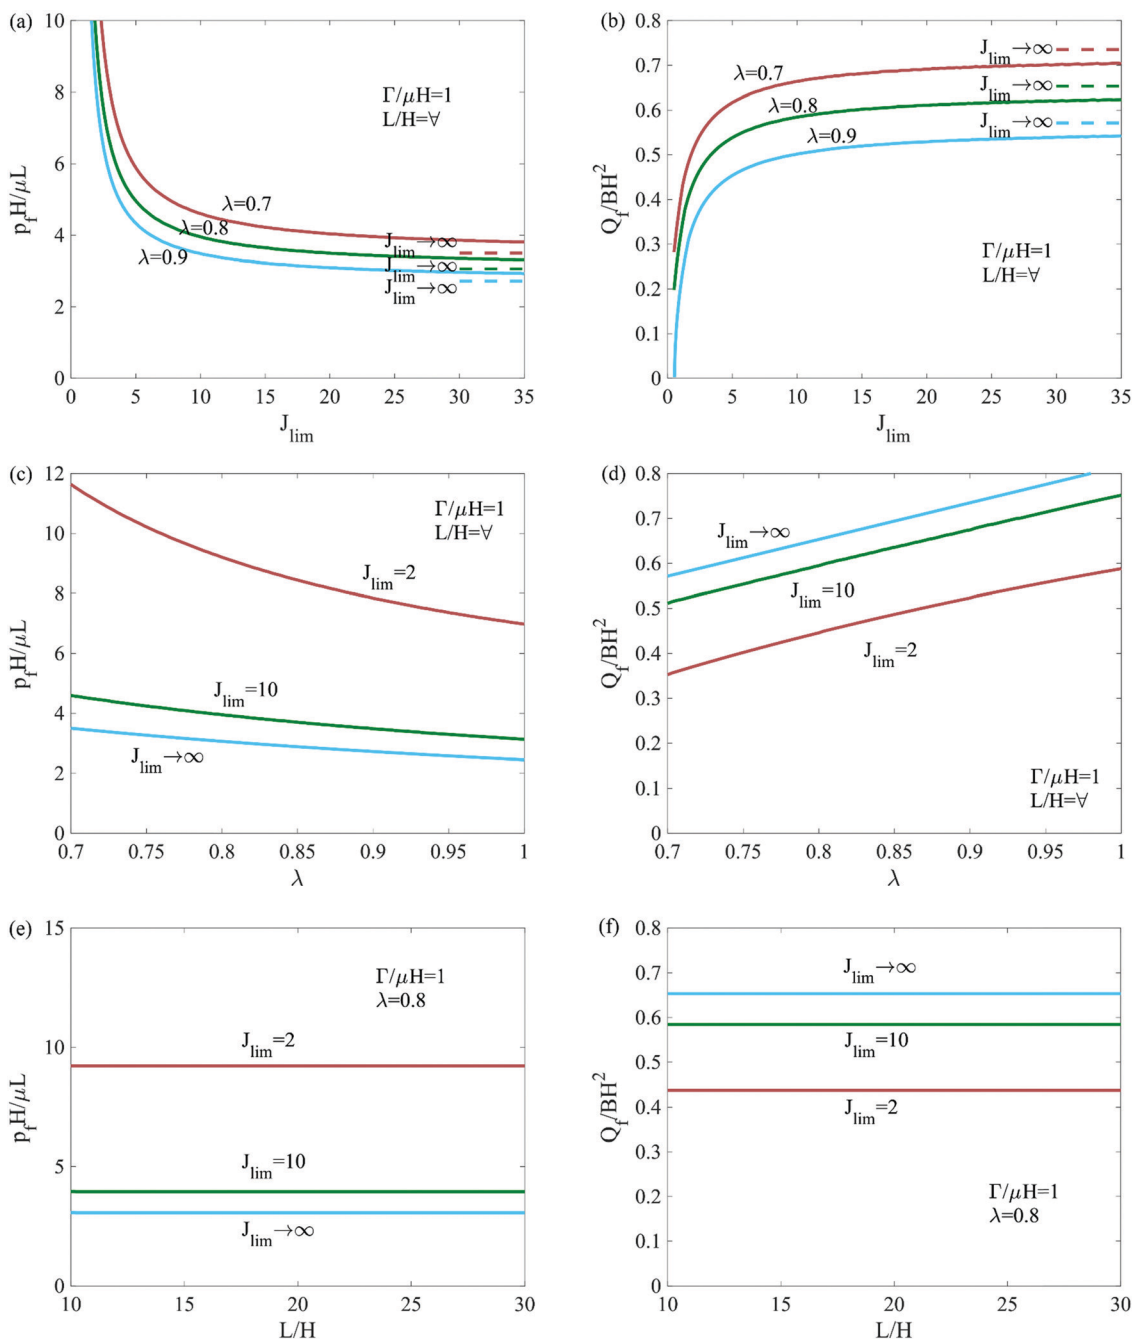 (a)
10
8
6
4
2
0
p_f H/μL
Γ/μH=1
L/H=∀
λ=0.7
λ=0.8
λ=0.9
J_lim→∞
J_lim→∞
J_lim→∞
0 5 10 15 20 25 30 35
J_lim
(b)
0.8
0.7
0.6
0.5
0.4
0.3
0.2
0.1
0
Q_f/BH²
J_lim→∞
J_lim→∞
J_lim→∞
λ=0.7
λ=0.8
λ=0.9
Γ/μH=1
L/H=∀
0 5 10 15 20 25 30 35
J_lim
(c)
12
10
8
6
4
2
0
p_f H/μL
Γ/μH=1
L/H=∀
J_lim=2
J_lim=10
J_lim→∞
0.7 0.75 0.8 0.85 0.9 0.95 1
λ
(d)
0.8
0.7
0.6
0.5
0.4
0.3
0.2
0.1
0
Q_f/BH²
J_lim→∞
J_lim=10
J_lim=2
Γ/μH=1
L/H=∀
0.7 0.75 0.8 0.85 0.9 0.95 1
λ
(e)
15
10
5
0
p_f H/μL
Γ/μH=1
λ=0.8
J_lim=2
J_lim=10
J_lim→∞
10 15 20 25 30
L/H
(f)
0.8
0.7
0.6
0.5
0.4
0.3
0.2
0.1
0
Q_f/BH²
J_lim→∞
J_lim=10
J_lim=2
Γ/μH=1
λ=0.8
10 15 20 25 30
L/H